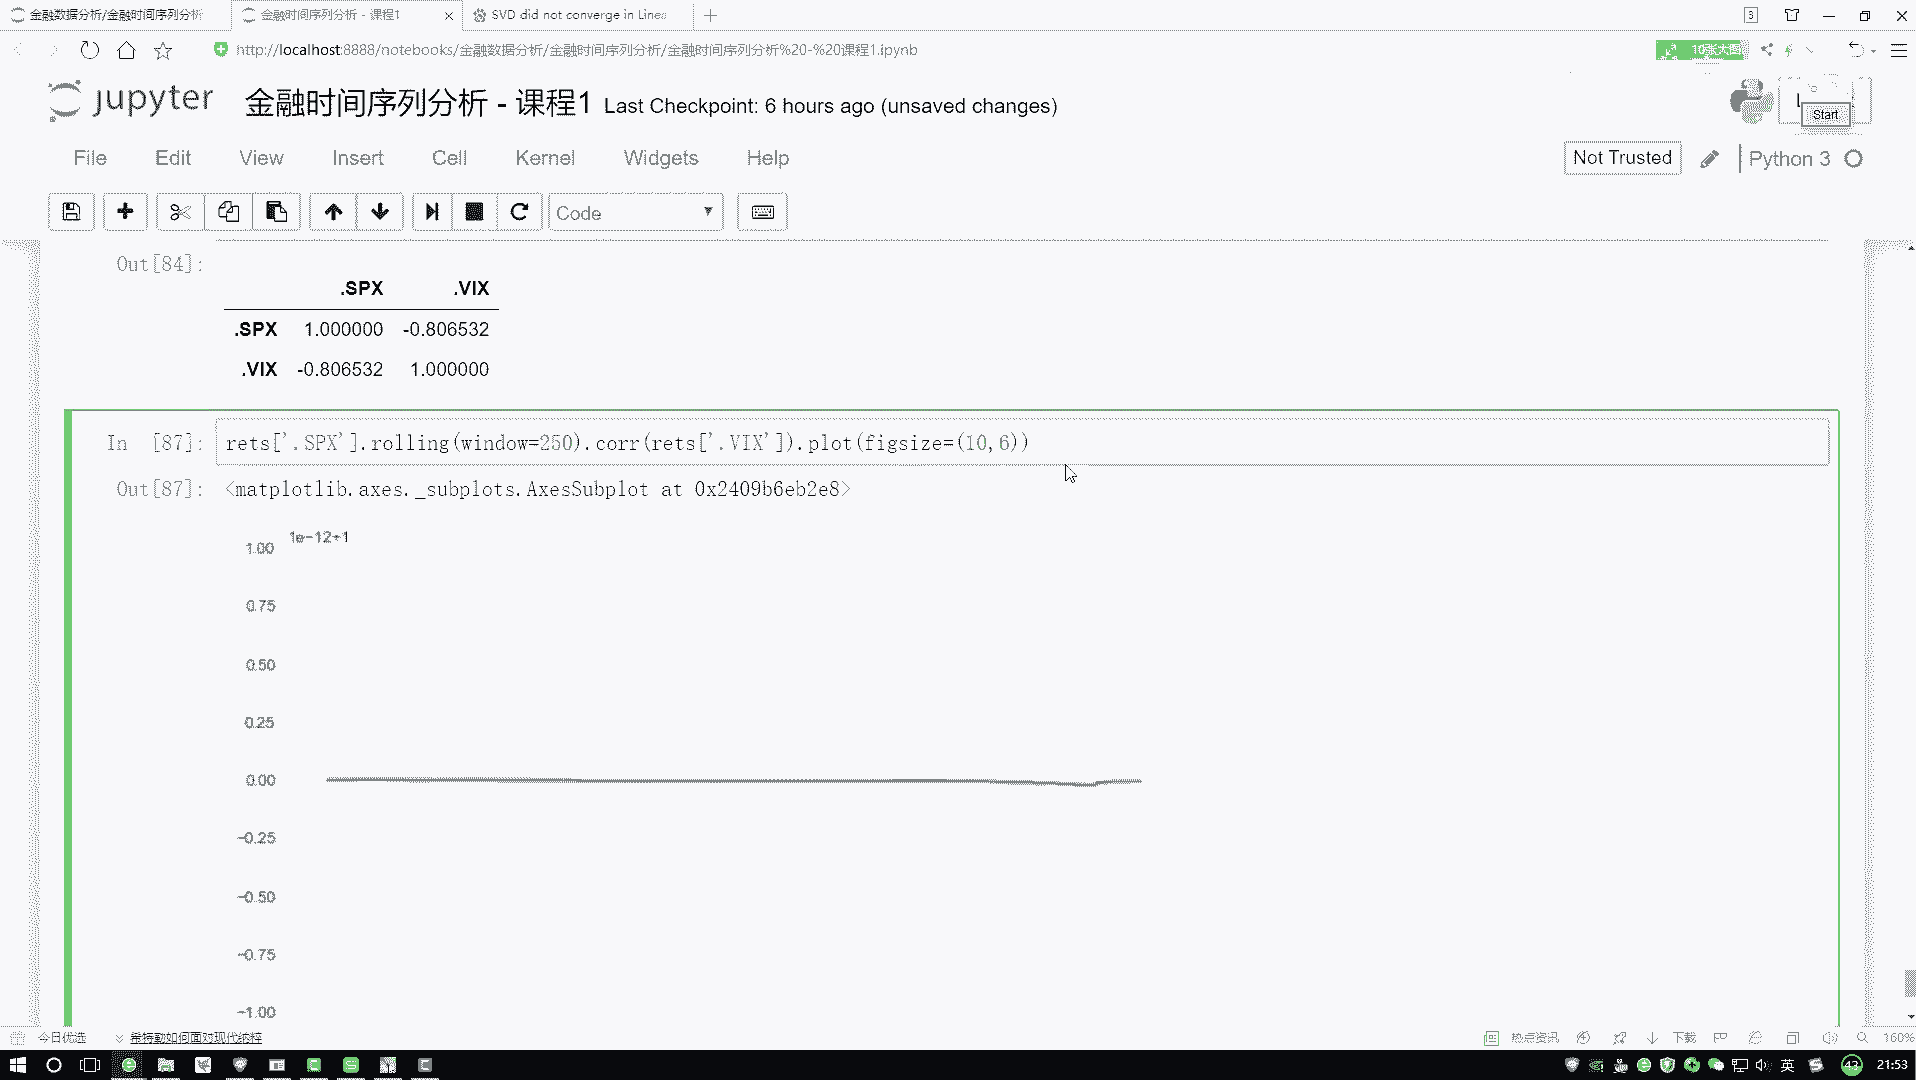 金融数据分析/金融时间序列分析
金融时间序列分析 - 课程1
SVD did not converge in Linea
3
http://localhost:8888/notebooks/金融数据分析/金融时间序列分析/金融时间序列分析%20-%20课程1.ipynb
jupyter 金融时间序列分析 - 课程1 Last Checkpoint: 6 hours ago (unsaved changes)
Start
File Edit View Insert Cell Kernel Widgets Help
Not Trusted
Python 3
Code
Out[84]:
.SPX .VIX
.SPX 1.000000 -0.806532
.VIX -0.806532 1.000000
In [87]: rets['.SPX'].rolling(window=250).corr(rets['.VIX']).plot(figsize=(10,6))
Out[87]: <matplotlib.axes._subplots.AxesSubplot at 0x2409b6eb2e8>
1e-12+1
1.00
0.75
0.50
0.25
0.00
-0.25
-0.50
-0.75
-1.00
今日优选
希特勒如何面对现代纳粹
热点资讯
下载
160%
英
43
21:53